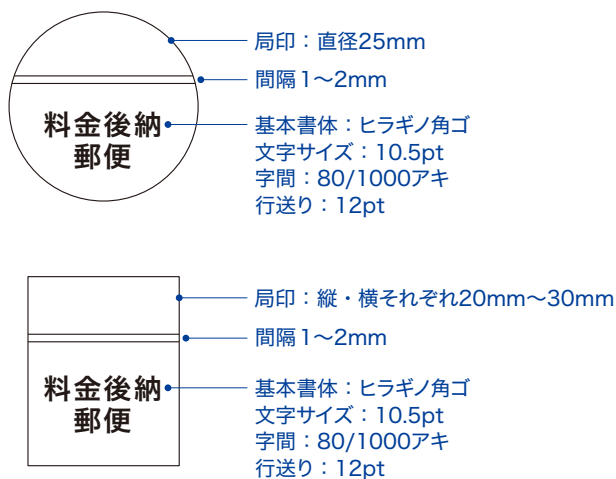 局印：直径25mm
間隔1〜2mm
料金後納
郵便
基本書体：ヒラギノ角ゴ
文字サイズ：10.5pt
字間：80/1000アキ
行送り：12pt
局印：縦・横それぞれ20mm〜30mm
間隔1〜2mm
料金後納
郵便
基本書体：ヒラギノ角ゴ
文字サイズ：10.5pt
字間：80/1000アキ
行送り：12pt